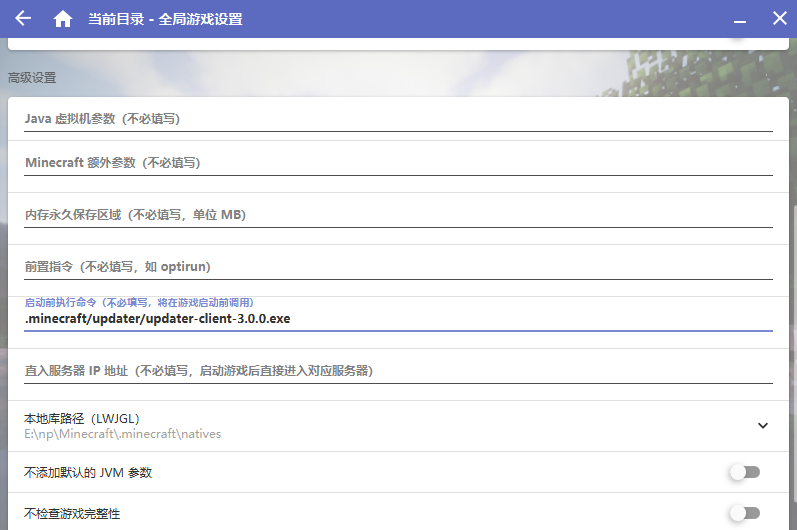 当前目录 - 全局游戏设置
高级设置
Java 虚拟机参数（不必填写）
Minecraft 额外参数（不必填写）
内存永久保存区域（不必填写，单位 MB）
前置指令（不必填写，如 optirun）
启动前执行命令（不必填写，将在游戏启动前调用）
.minecraft/updater/updater-client-3.0.0.exe
直入服务器 IP 地址（不必填写，启动游戏后直接进入对应服务器）
本地库路径（LWJGL）
E:\np\Minecraft\.minecraft\natives
不添加默认的 JVM 参数
不检查游戏完整性